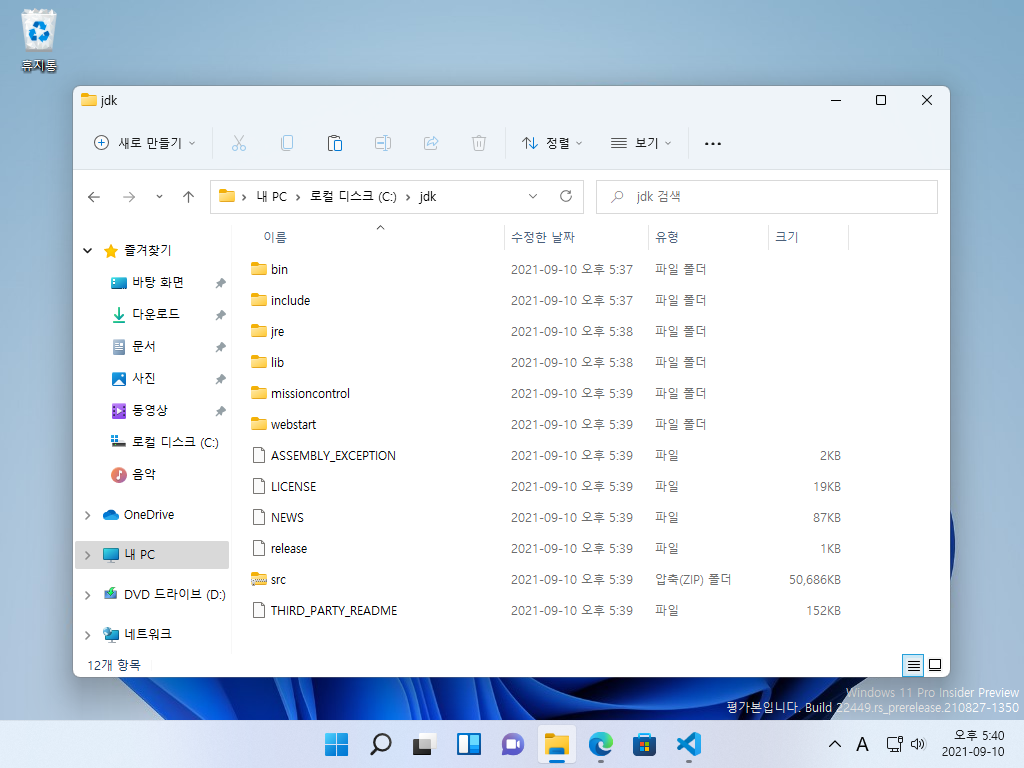 휴지통
jdk
새로 만들기
정렬
보기
내 PC › 로컬 디스크 (C:) › jdk
jdk 검색
이름 수정한 날짜 유형 크기
즐겨찾기
바탕 화면
다운로드
문서
사진
동영상
로컬 디스크 (C:)
음악
OneDrive
내 PC
DVD 드라이브 (D:)
네트워크
bin 2021-09-10 오후 5:37 파일 폴더
include 2021-09-10 오후 5:37 파일 폴더
jre 2021-09-10 오후 5:38 파일 폴더
lib 2021-09-10 오후 5:38 파일 폴더
missioncontrol 2021-09-10 오후 5:39 파일 폴더
webstart 2021-09-10 오후 5:39 파일 폴더
ASSEMBLY_EXCEPTION 2021-09-10 오후 5:39 파일 2KB
LICENSE 2021-09-10 오후 5:39 파일 19KB
NEWS 2021-09-10 오후 5:39 파일 87KB
release 2021-09-10 오후 5:39 파일 1KB
src 2021-09-10 오후 5:39 압축(ZIP) 폴더 50,686KB
THIRD_PARTY_README 2021-09-10 오후 5:39 파일 152KB
12개 항목
Windows 11 Pro Insider Preview
평가본입니다. Build 22449.rs_prerelease.210827-1350
A
오후 5:40
2021-09-10